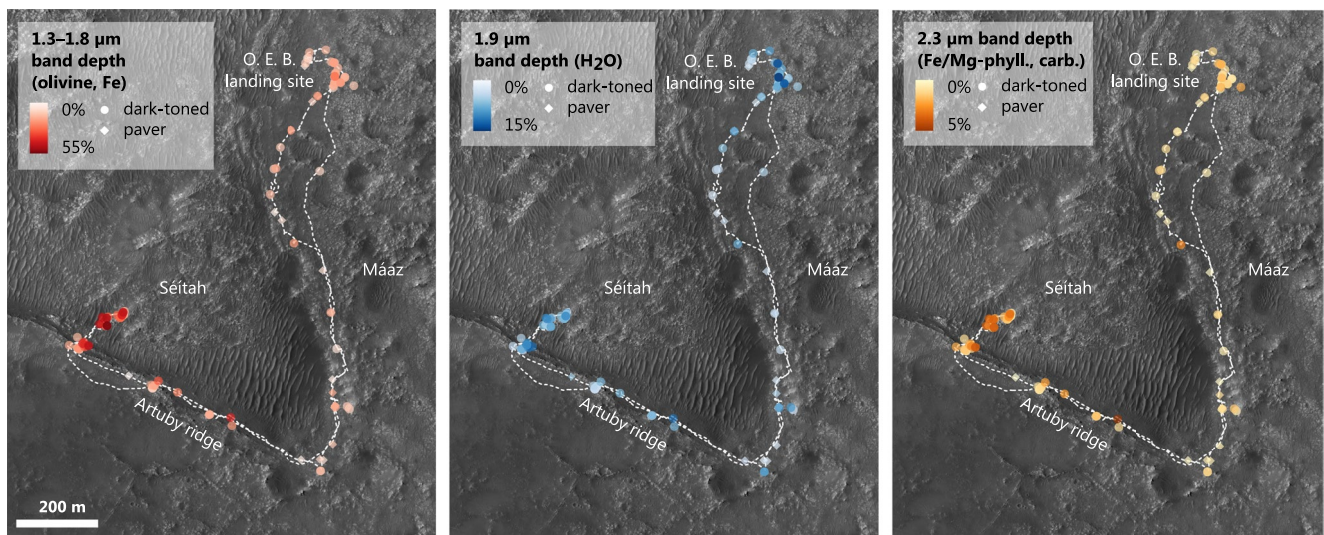 1.3–1.8 µm
band depth
(olivine, Fe)
0%
55%
dark-toned
paver
O. E. B.
landing site
Séítah
Máaz
Artuby ridge
200 m
1.9 µm
band depth (H₂O)
0%
15%
dark-toned
paver
O. E. B.
landing site
Séítah
Máaz
Artuby ridge
2.3 µm band depth
(Fe/Mg-phyll., carb.)
0%
5%
dark-toned
paver
O. E. B.
landing site
Séítah
Máaz
Artuby ridge